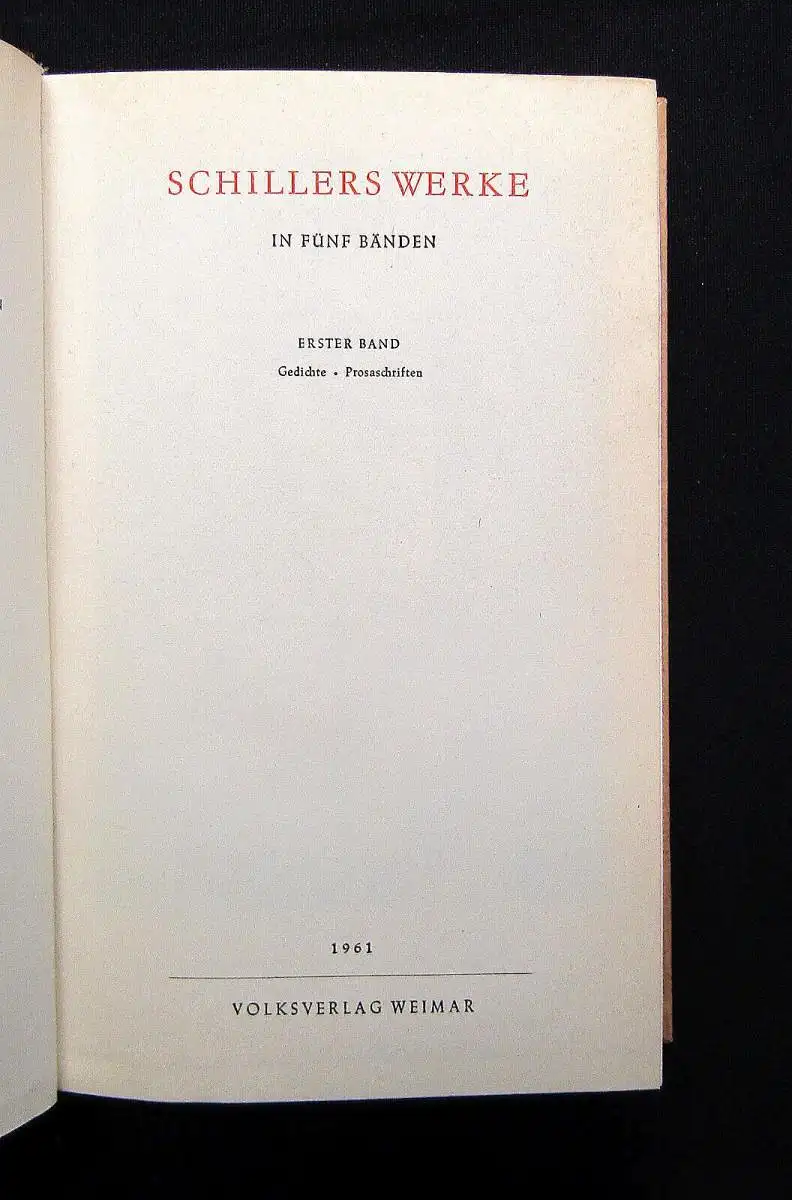 SCHILLERS WERKE
IN FÜNF BÄNDEN
ERSTER BAND
Gedichte • Prosaschriften
1961
VOLKSVERLAG WEIMAR